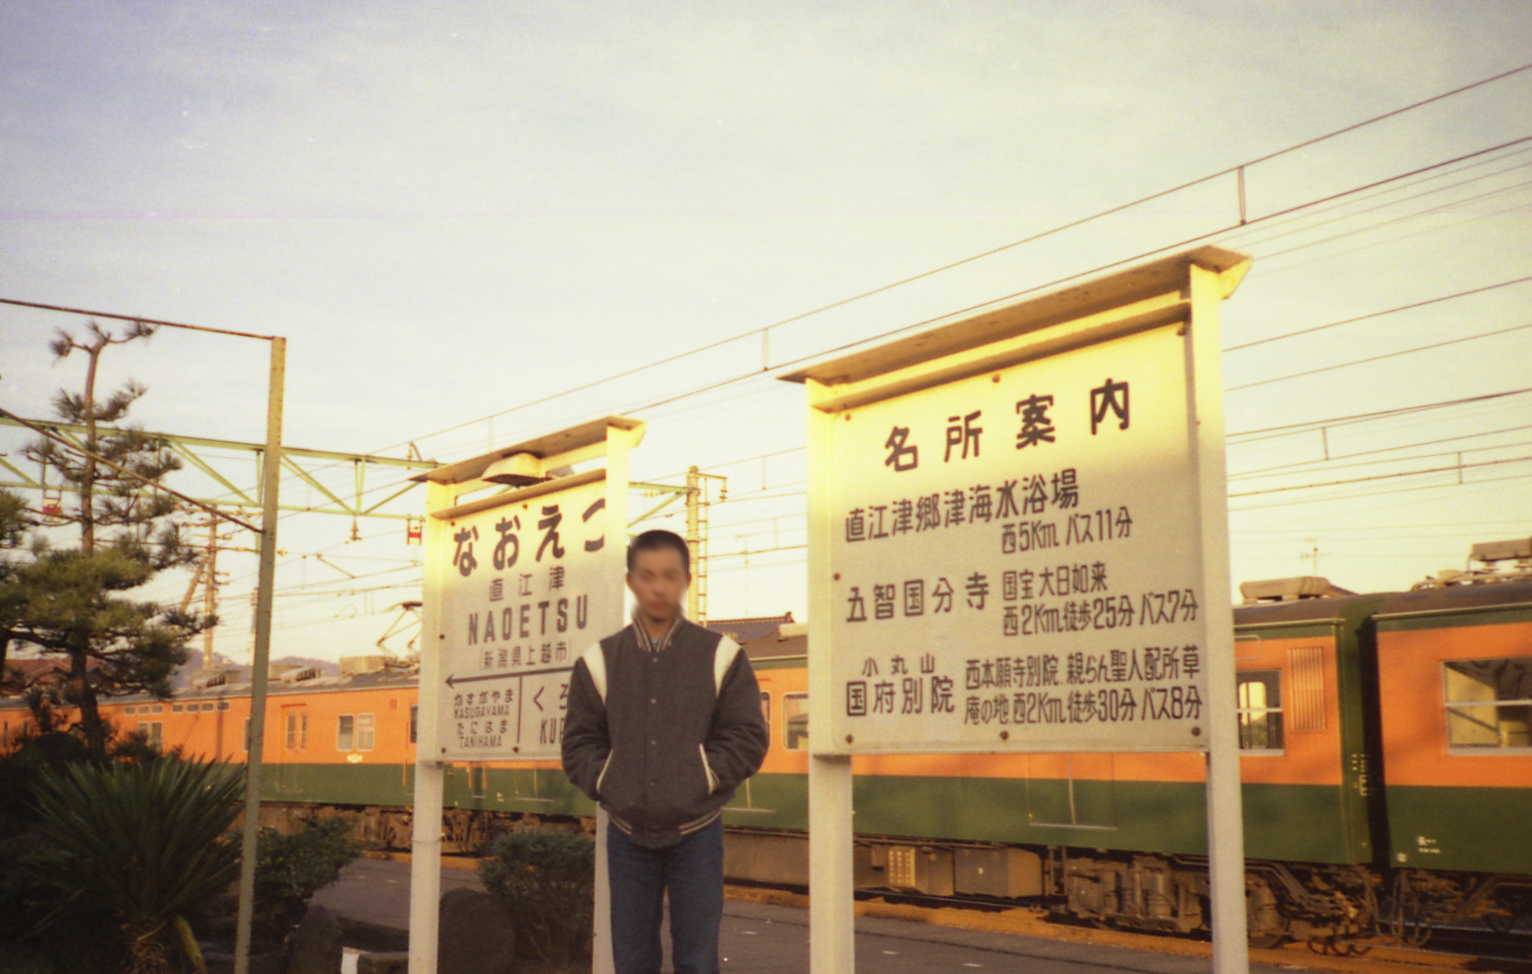 なおえつ
直江津
NAOETSU
新潟県上越市
かすがやま
KASUGAYAMA
たにはま
TANIHAMA
くろ
KUR
名所案内
直江津郷津海水浴場
西5Km バス11分
五智国分寺 国宝 大日如来
西2Km 徒歩25分 バス7分
小丸山
国府別院 西本願寺別院 親らん聖人配所草
庵の地 西2Km 徒歩30分 バス8分